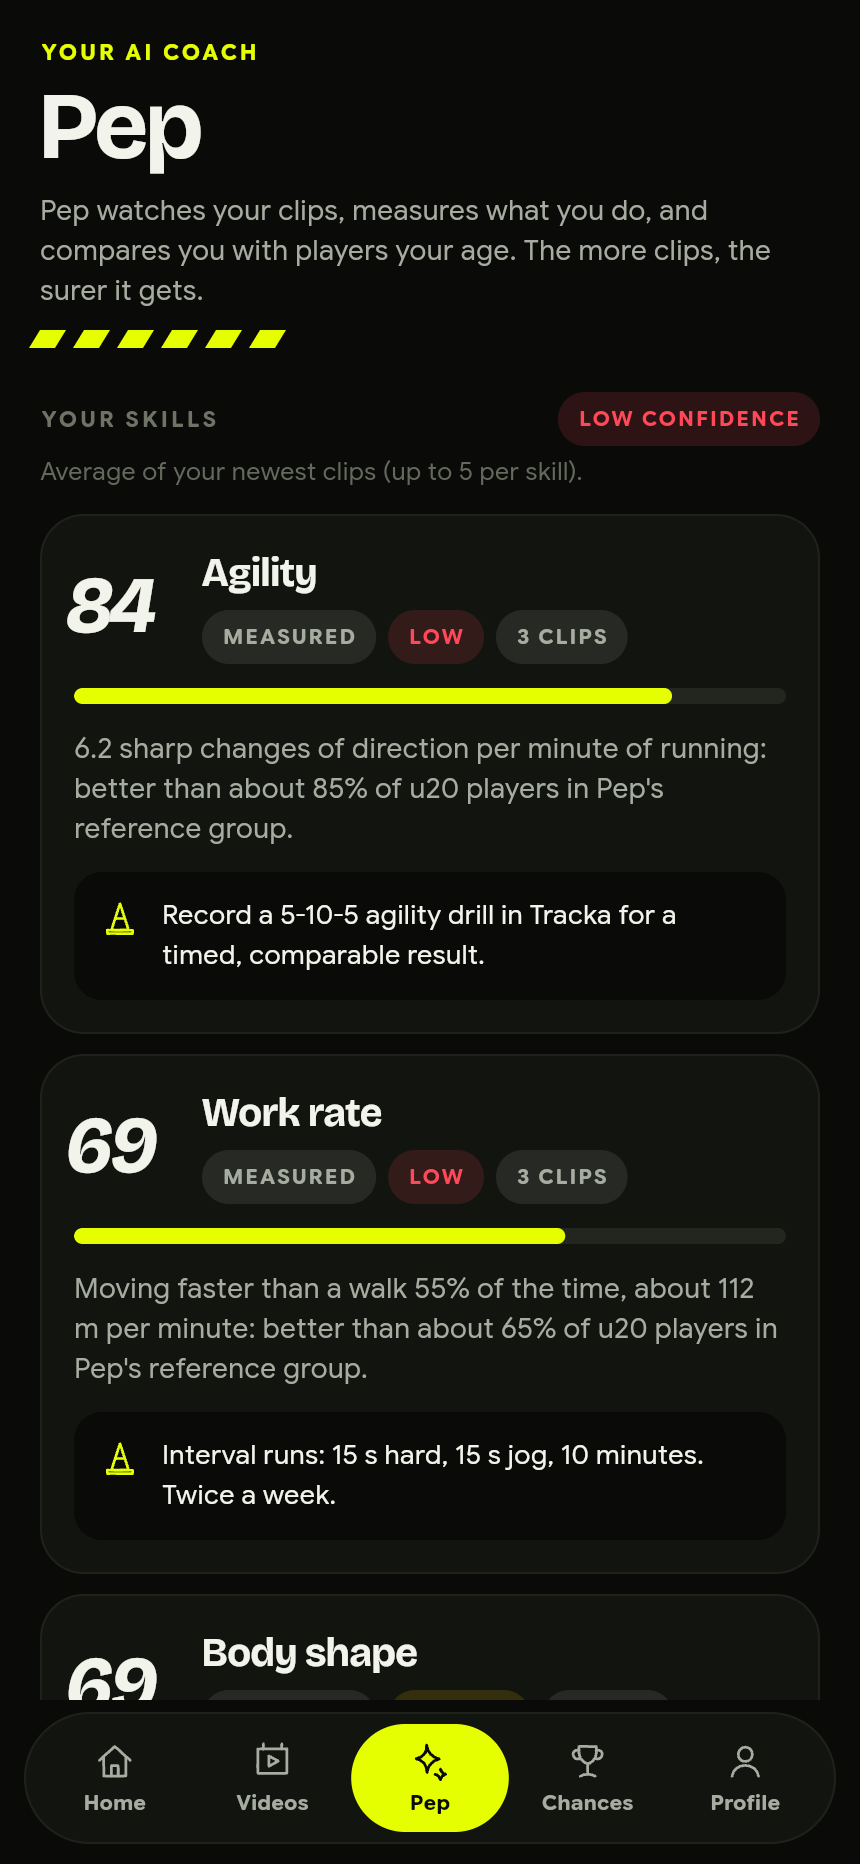 YOUR AI COACH
Pep
Pep watches your clips, measures what you do, and
compares you with players your age. The more clips, the
surer it gets.
YOUR SKILLS
LOW CONFIDENCE
Average of your newest clips (up to 5 per skill).
84
Agility
MEASURED
LOW
3 CLIPS
6.2 sharp changes of direction per minute of running:
better than about 85% of u20 players in Pep's
reference group.
Record a 5-10-5 agility drill in Tracka for a
timed, comparable result.
69
Work rate
MEASURED
LOW
3 CLIPS
Moving faster than a walk 55% of the time, about 112
m per minute: better than about 65% of u20 players in
Pep's reference group.
Interval runs: 15 s hard, 15 s jog, 10 minutes.
Twice a week.
69
Body shape
Home
Videos
Pep
Chances
Profile